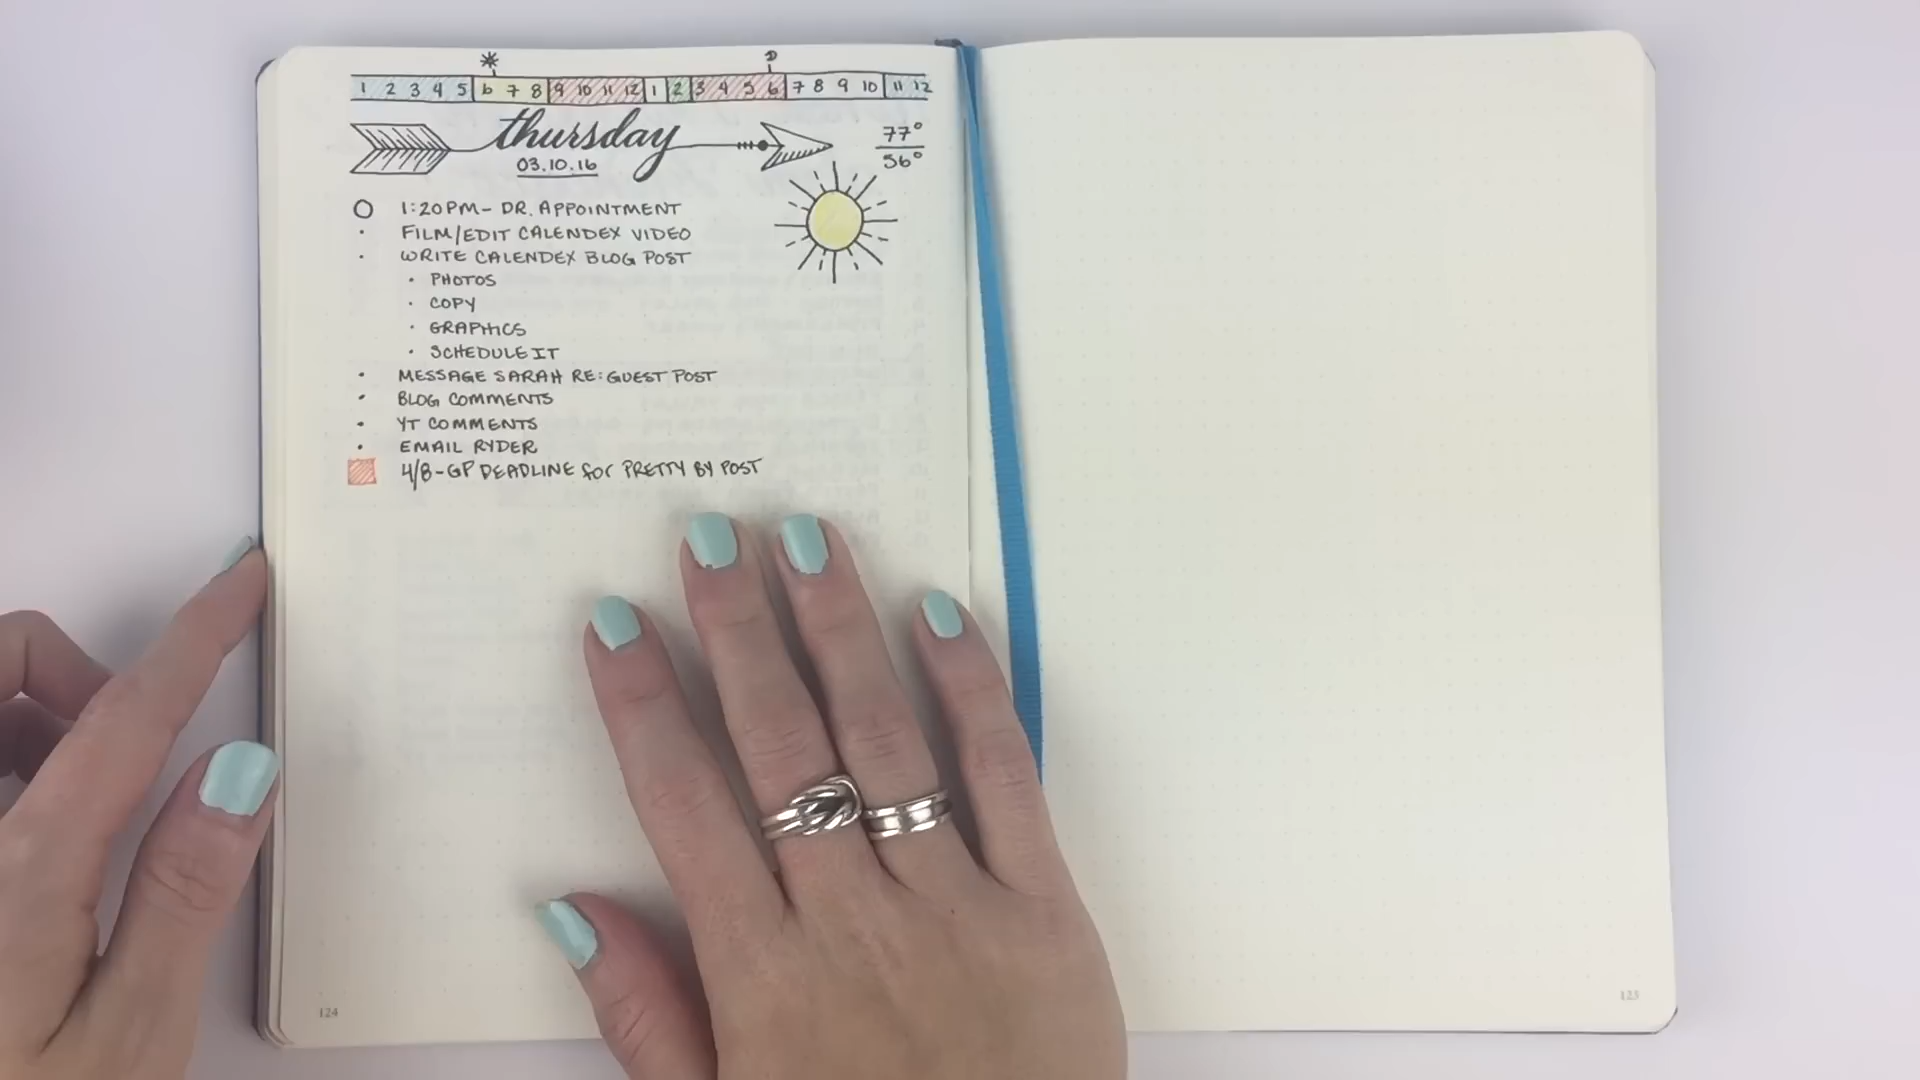 1 2 3 4 5 6 7 8 9 10 11 12 1 2 3 4 5 6 7 8 9 10 11 12
thursday
03.10.16
77°
56°
1:20PM- DR. APPOINTMENT
FILM/EDIT CALENDEX VIDEO
WRITE CALENDEX BLOG POST
PHOTOS
COPY
GRAPHICS
SCHEDULE IT
MESSAGE SARAH RE: GUEST POST
BLOG COMMENTS
YT COMMENTS
EMAIL RYDER
4/8-GP DEADLINE for PRETTY BY POST
124
125